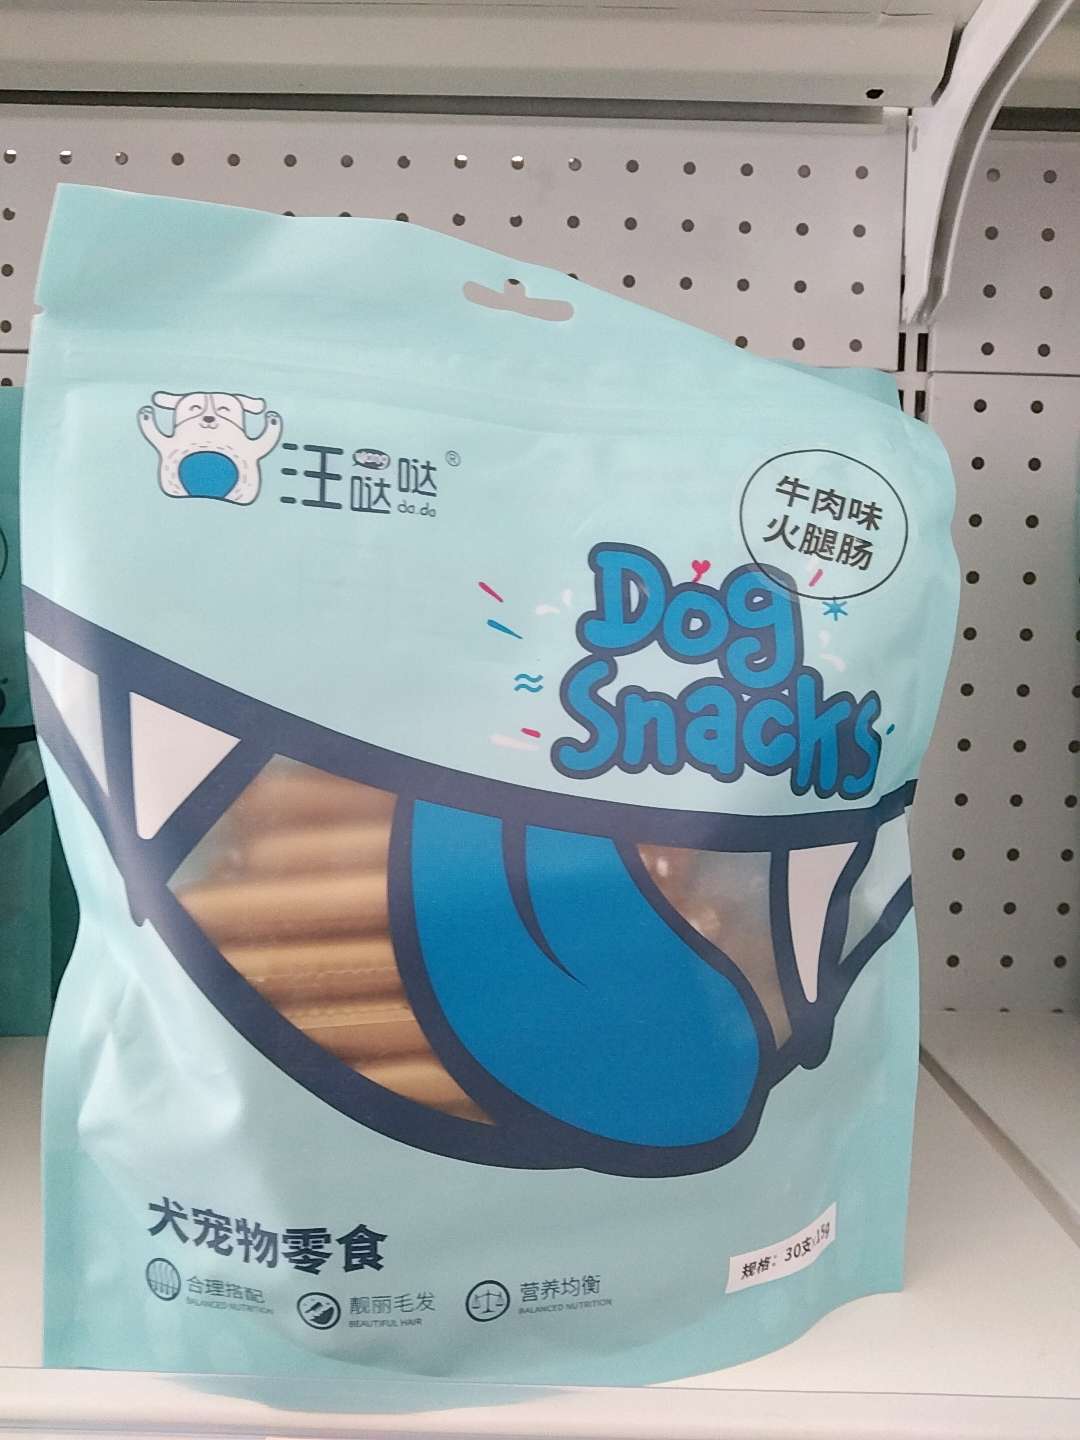 汪哒哒®
da.da
牛肉味
火腿肠
Dog
Snacks
犬宠物零食
合理搭配
BALANCED NUTRITION
靓丽毛发
BEAUTIFUL HAIR
营养均衡
BALANCED NUTRITION
规格：30支×15g